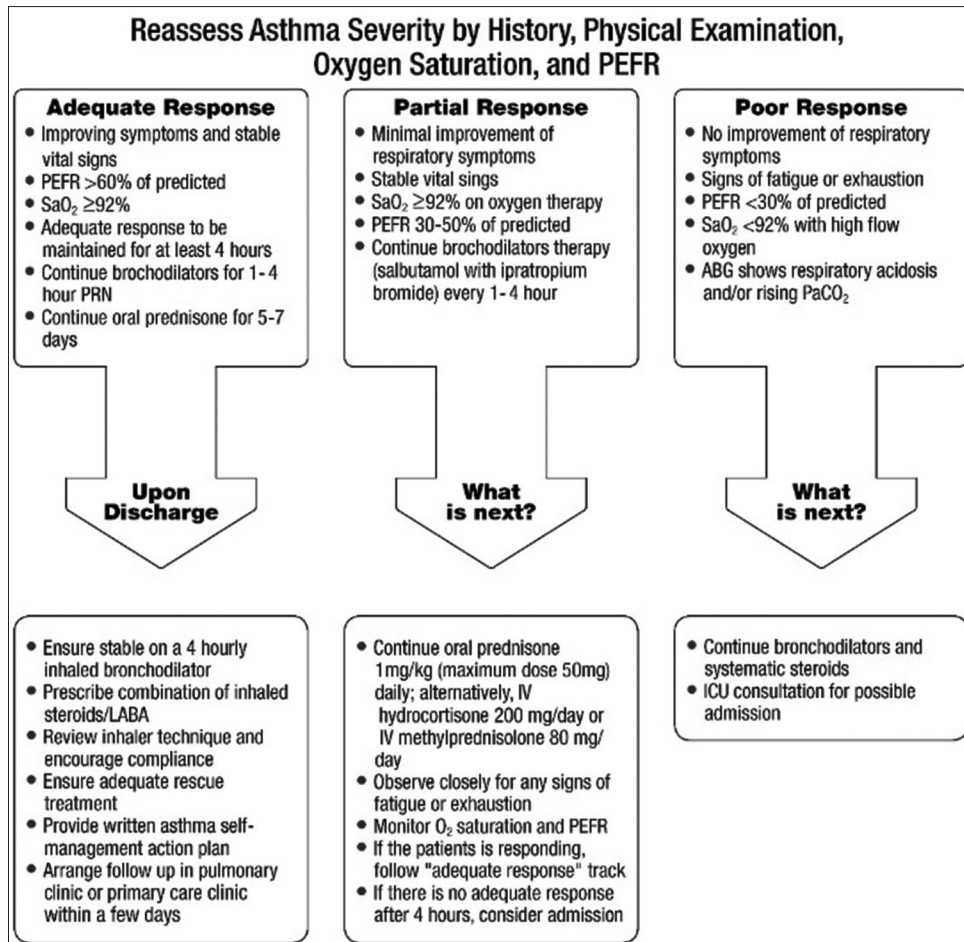 Reassess Asthma Severity by History, Physical Examination,
Oxygen Saturation, and PEFR
Adequate Response
• Improving symptoms and stable
vital signs
• PEFR >60% of predicted
• SaO₂ ≥92%
• Adequate response to be
maintained for at least 4 hours
• Continue brochodilators for 1-4
hour PRN
• Continue oral prednisone for 5-7
days
Upon
Discharge
• Ensure stable on a 4 hourly
inhaled bronchodilator
• Prescribe combination of inhaled
steroids/LABA
• Review inhaler technique and
encourage compliance
• Ensure adequate rescue
treatment
• Provide written asthma self-
management action plan
• Arrange follow up in pulmonary
clinic or primary care clinic
within a few days
Partial Response
• Minimal improvement of
respiratory symptoms
• Stable vital sings
• SaO₂ ≥92% on oxygen therapy
• PEFR 30-50% of predicted
• Continue brochodilators therapy
(salbutamol with ipratropium
bromide) every 1-4 hour
What
is next?
• Continue oral prednisone
1mg/kg (maximum dose 50mg)
daily; alternatively, IV
hydrocortisone 200 mg/day or
IV methylprednisolone 80 mg/
day
• Observe closely for any signs of
fatigue or exhaustion
• Monitor O₂ saturation and PEFR
• If the patients is responding,
follow "adequate response" track
• If there is no adequate response
after 4 hours, consider admission
Poor Response
• No improvement of respiratory
symptoms
• Signs of fatigue or exhaustion
• PEFR <30% of predicted
• SaO₂ <92% with high flow
oxygen
• ABG shows respiratory acidosis
and/or rising PaCO₂
What
is next?
• Continue bronchodilators and
systematic steroids
• ICU consultation for possible
admission